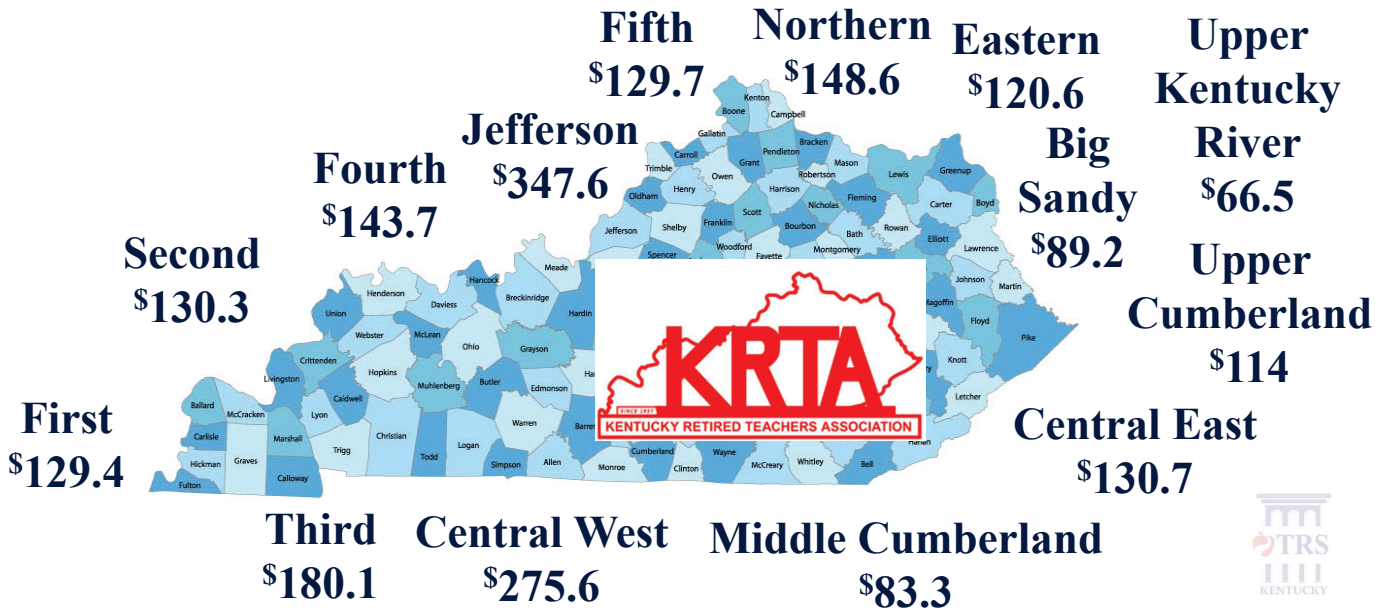 Fifth
$129.7
Northern
$148.6
Eastern
$120.6
Upper
Kentucky
River
$66.5
Jefferson
$347.6
Big
Sandy
$89.2
Fourth
$143.7
Second
$130.3
Upper
Cumberland
$114
First
$129.4
Central East
$130.7
Third
$180.1
Central West
$275.6
Middle Cumberland
$83.3
Kenton
Boone
Campbell
Gallatin
Bracken
Carroll
Grant
Pendleton
Mason
Trimble
Owen
Robertson
Lewis
Greenup
Oldham
Henry
Harrison
Fleming
Carter
Boyd
Nicholas
Scott
Jefferson
Shelby
Franklin
Bourbon
Bath
Rowan
Elliott
Woodford
Montgomery
Lawrence
Spencer
Fayette
Meade
Hancock
Johnson
Martin
Henderson
Daviess
Breckinridge
Hardin
Magoffin
Union
Floyd
Webster
McLean
Pike
Ohio
Grayson
Knott
Crittenden
Hopkins
Butler
Muhlenberg
Edmonson
Livingston
Caldwell
Letcher
Ballard
McCracken
Lyon
Warren
Carlisle
Marshall
Christian
Logan
Trigg
Todd
Simpson
Allen
Monroe
Cumberland
Clinton
Wayne
McCreary
Whitley
Bell
Harlan
Hickman
Graves
Calloway
Fulton
KRTA
SINCE 1957
KENTUCKY RETIRED TEACHERS ASSOCIATION
TRS
KENTUCKY